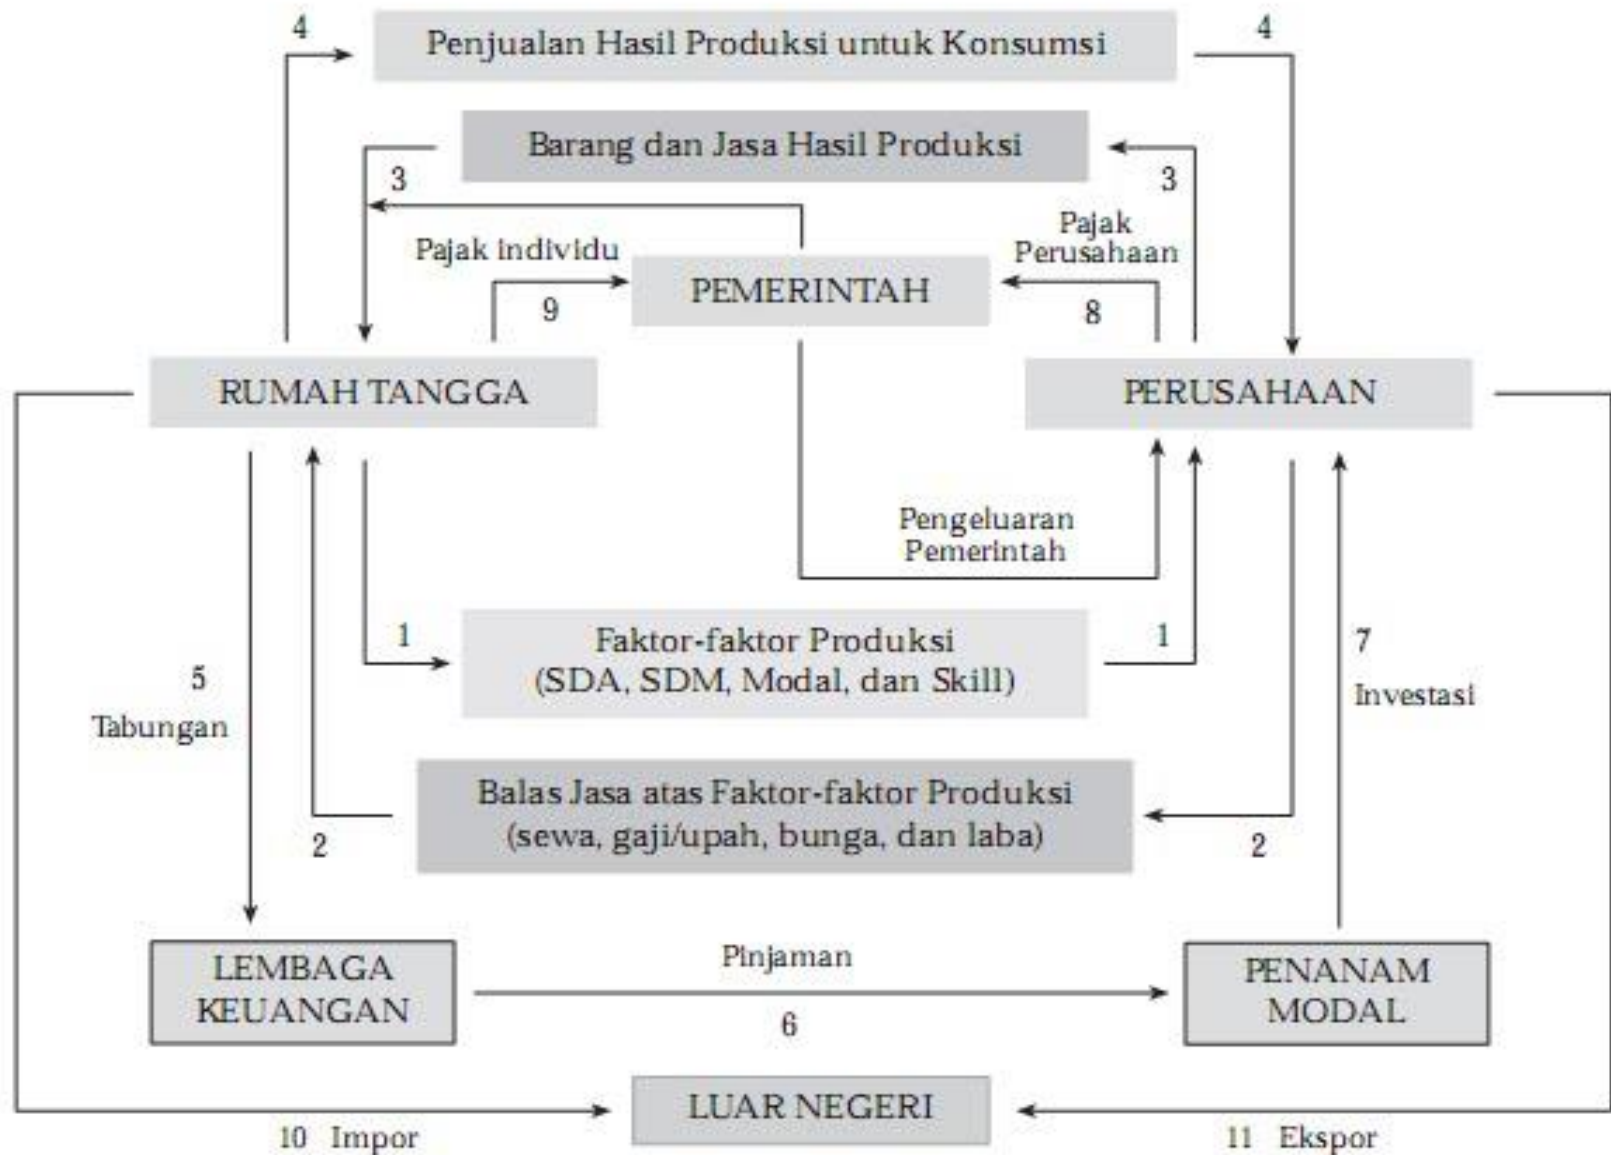 4
Penjualan Hasil Produksi untuk Konsumsi
4
Barang dan Jasa Hasil Produksi
3
3
Pajak individu
Pajak
Perusahaan
PEMERINTAH
9
8
RUMAH TANGGA
PERUSAHAAN
Pengeluaran
Pemerintah
1
Faktor-faktor Produksi
(SDA, SDM, Modal, dan Skill)
1
5
Tabungan
7
Investasi
Balas Jasa atas Faktor-faktor Produksi
(sewa, gaji/upah, bunga, dan laba)
2
2
LEMBAGA
KEUANGAN
Pinjaman
6
PENANAM
MODAL
LUAR NEGERI
10 Impor
11 Ekspor